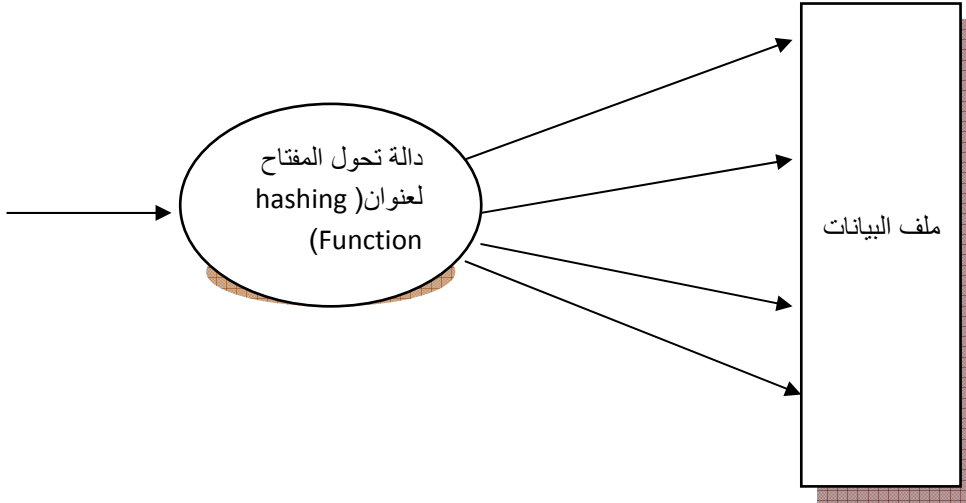 دالة تحول المفتاح
لعنوان( hashing
Function)
ملف البيانات